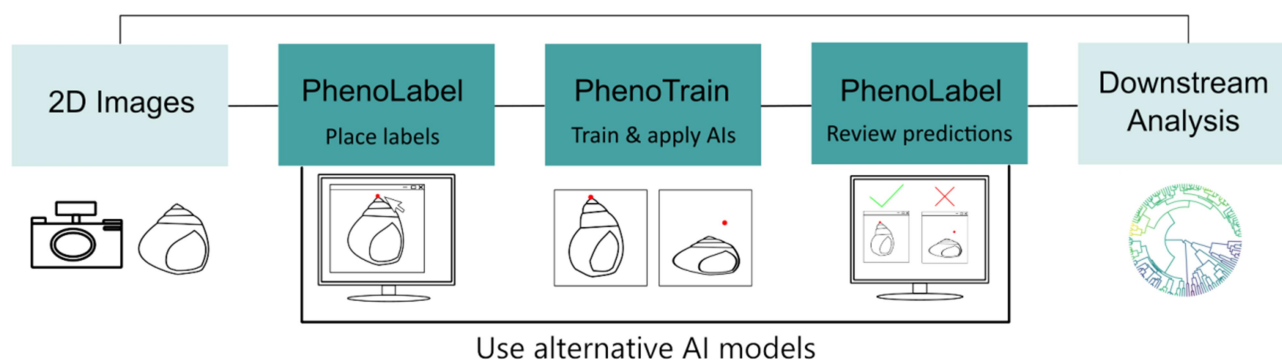 2D Images
PhenoLabel
Place labels
PhenoTrain
Train & apply AIs
PhenoLabel
Review predictions
Downstream
Analysis
Use alternative AI models